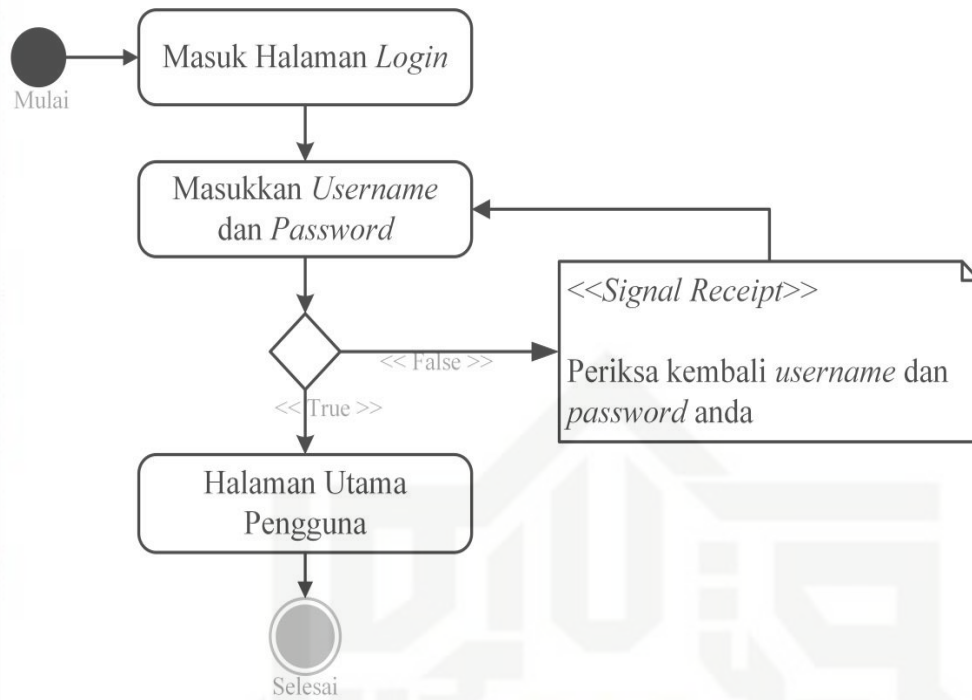 Masuk Halaman Login
Mulai
Masukkan Username
dan Password
<<Signal Receipt>>
<< False >>
Periksa kembali username dan
password anda
<< True >>
Halaman Utama
Pengguna
Selesai